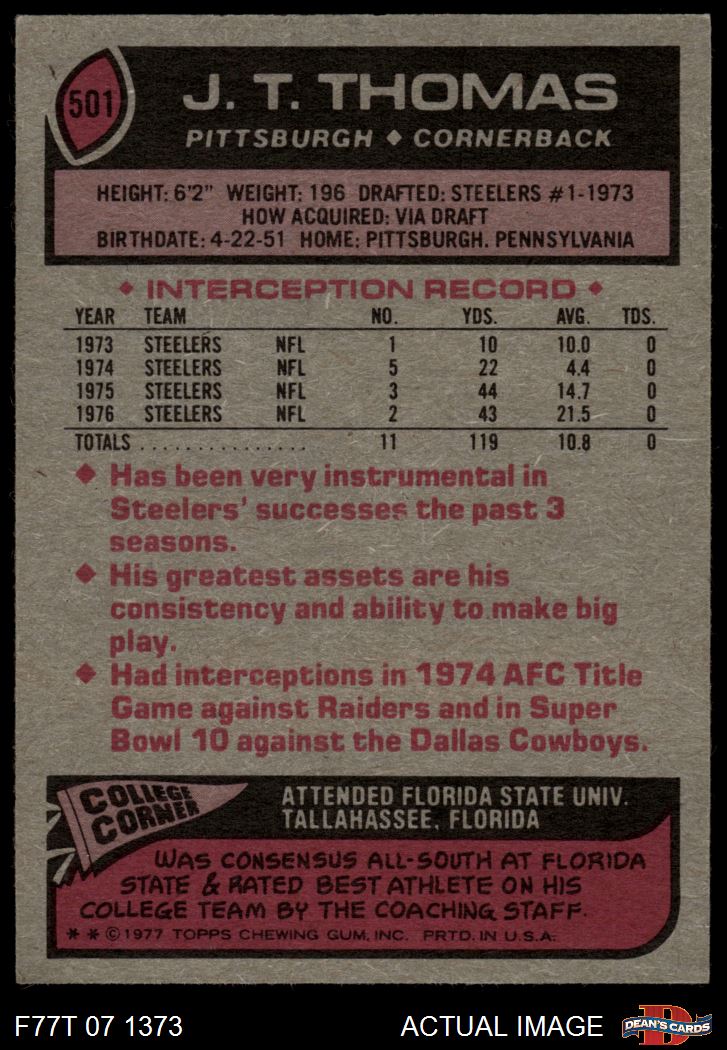 501
J. T. THOMAS
PITTSBURGH ◆ CORNERBACK
HEIGHT: 6'2" WEIGHT: 196 DRAFTED: STEELERS #1-1973
HOW ACQUIRED: VIA DRAFT
BIRTHDATE: 4-22-51 HOME: PITTSBURGH. PENNSYLVANIA
◆ INTERCEPTION RECORD ◆
YEAR TEAM NO. YDS. AVG. TDS.
1973 STEELERS NFL 1 10 10.0 0
1974 STEELERS NFL 5 22 4.4 0
1975 STEELERS NFL 3 44 14.7 0
1976 STEELERS NFL 2 43 21.5 0
TOTALS ................ 11 119 10.8 0
◆ Has been very instrumental in
Steelers' successes the past 3
seasons.
◆ His greatest assets are his
consistency and ability to make big
play.
◆ Had interceptions in 1974 AFC Title
Game against Raiders and in Super
Bowl 10 against the Dallas Cowboys.
COLLEGE
CORNER
ATTENDED FLORIDA STATE UNIV.
TALLAHASSEE, FLORIDA
WAS CONSENSUS ALL-SOUTH AT FLORIDA
STATE & RATED BEST ATHLETE ON HIS
COLLEGE TEAM BY THE COACHING STAFF.
* * © 1977 TOPPS CHEWING GUM, INC. PRTD. IN U.S.A.
F77T 07 1373
ACTUAL IMAGE
D
DEAN'S CARDS